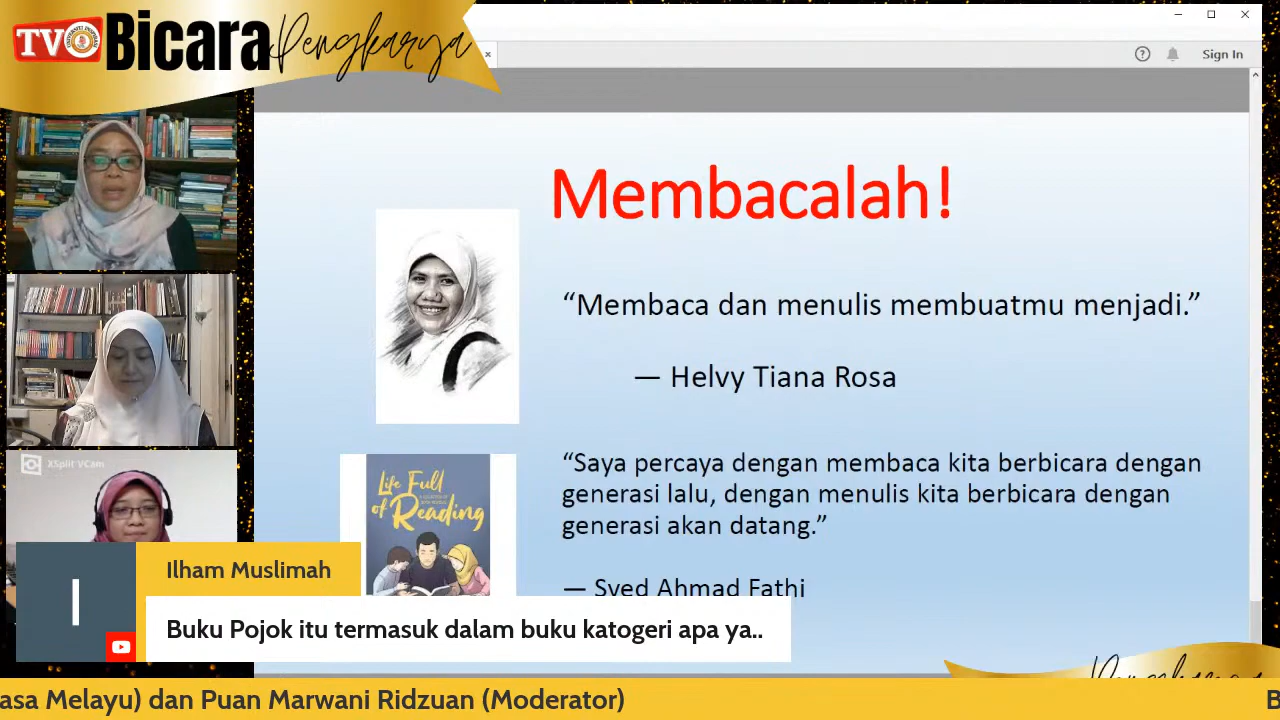 TVO Bicara Pengkarya
Sign In
Membacalah!
“Membaca dan menulis membuatmu menjadi.”
— Helvy Tiana Rosa
Life Full
of Reading
“Saya percaya dengan membaca kita berbicara dengan
generasi lalu, dengan menulis kita berbicara dengan
generasi akan datang.”
— Syed Ahmad Fathi
XSplit VCam
I
Ilham Muslimah
Buku Pojok itu termasuk dalam buku katogeri apa ya..
asa Melayu) dan Puan Marwani Ridzuan (Moderator)
B